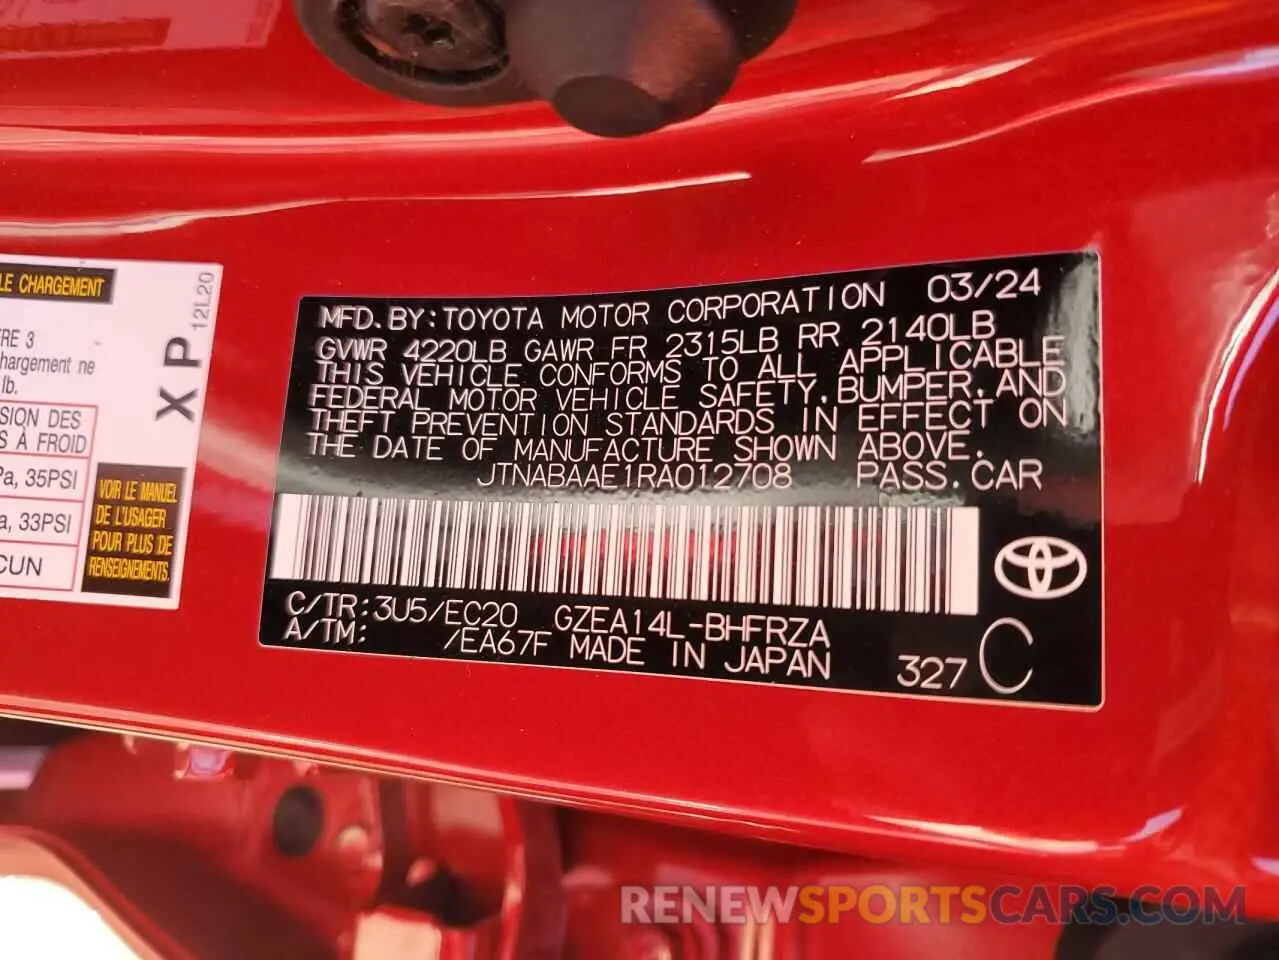 LE CHARGEMENT
RE 3
chargement ne
lb.
SION DES
S À FROID
Pa, 35PSI
a, 33PSI
CUN
VOIR LE MANUEL
DE L'USAGER
POUR PLUS DE
RENSEIGNEMENTS.
X P
12L20
MFD. BY: TOYOTA MOTOR CORPORATION 03/24
GVWR 4220LB GAWR FR 2315LB RR 2140LB
THIS VEHICLE CONFORMS TO ALL APPLICABLE
FEDERAL MOTOR VEHICLE SAFETY, BUMPER, AND
THEFT PREVENTION STANDARDS IN EFFECT ON
THE DATE OF MANUFACTURE SHOWN ABOVE.
JTNABAAE1RA012708 PASS. CAR
C/TR: 3U5/EC20 GZEA14L-BHFRZA
A/TM: /EA67F MADE IN JAPAN 327 C
RENEWSPORTSCARS.COM